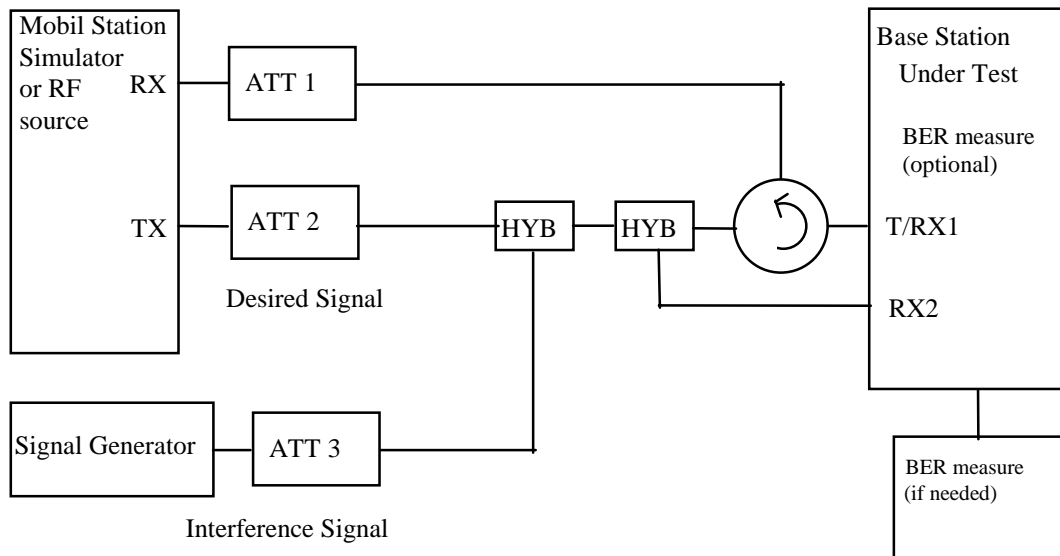 Mobil Station
Simulator
or RF
source
RX
TX
ATT 1
ATT 2
Desired Signal
HYB
HYB
Base Station
Under Test
BER measure
(optional)
T/RX1
RX2
Signal Generator
ATT 3
Interference Signal
BER measure
(if needed)